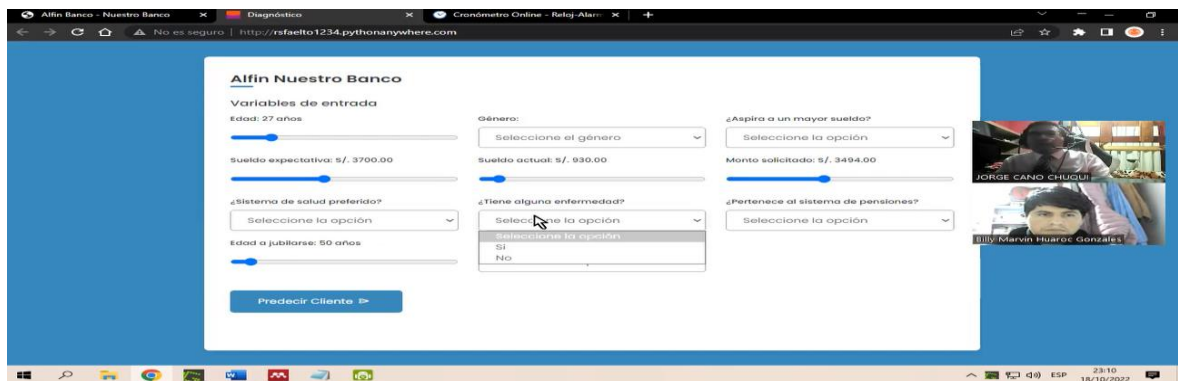 Alfin Banco - Nuestro Banco
Diagnóstico
Cronómetro Online - Reloj-Alarm
No es seguro | http://rsfaelto1234.pythonanywhere.com
Alfin Nuestro Banco
Variables de entrada
Edad: 27 años
Género:
¿Aspira a un mayor sueldo?
Seleccione el género
Seleccione la opción
Sueldo expectativa: S/. 3700.00
Sueldo actual: S/. 930.00
Monto solicitado: S/. 3494.00
¿Sistema de salud preferido?
¿Tiene alguna enfermedad?
¿Pertenece al sistema de pensiones?
Seleccione la opción
Seleccione la opción
Seleccione la opción
Seleccione la opción
Si
No
Edad a jubilarse: 50 años
Predecir Cliente
JORGE CANO CHUQUI
Billy Marvin Huaroc Gonzales
ESP
23:10
18/10/2022